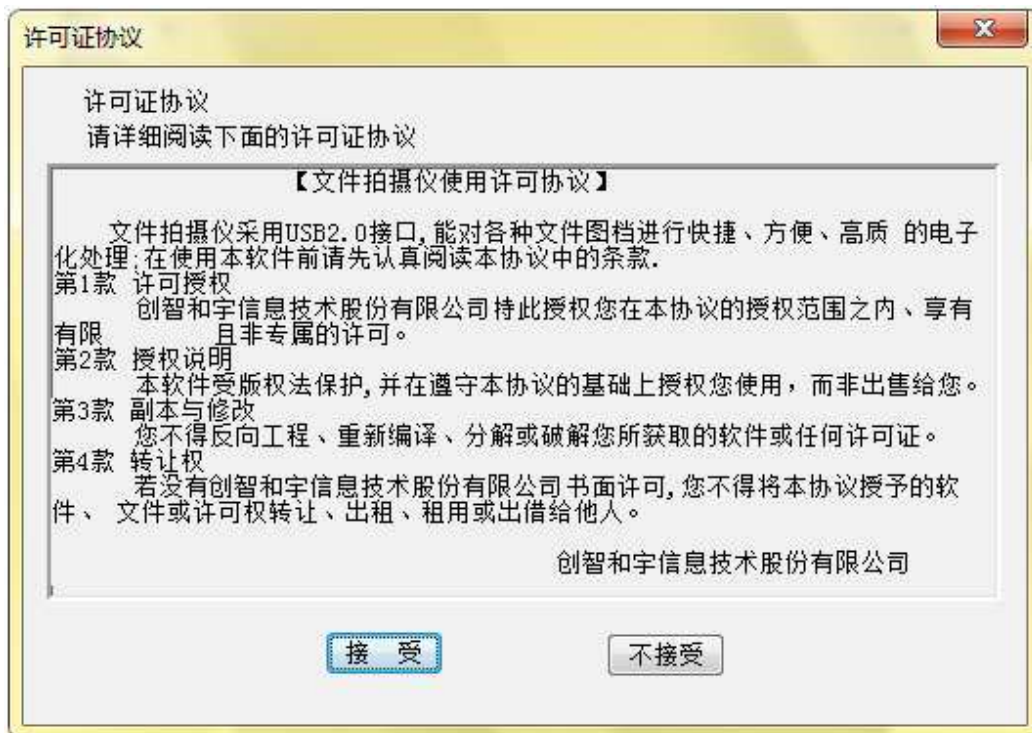 许可证协议
许可证协议
请详细阅读下面的许可证协议
【文件拍摄仪使用许可协议】
文件拍摄仪采用USB2.0接口,能对各种文件图档进行快捷、方便、高质 的电子
化处理;在使用本软件前请先认真阅读本协议中的条款.
第1款 许可授权
创智和宇信息技术股份有限公司持此授权您在本协议的授权范围之内、享有
有限 且非专属的许可。
第2款 授权说明
本软件受版权法保护,并在遵守本协议的基础上授权您使用，而非出售给您。
第3款 副本与修改
您不得反向工程、重新编译、分解或破解您所获取的软件或任何许可证。
第4款 转让权
若没有创智和宇信息技术股份有限公司书面许可,您不得将本协议授予的软
件、 文件或许可权转让、出租、租用或出借给他人。
创智和宇信息技术股份有限公司
接 受 不接受